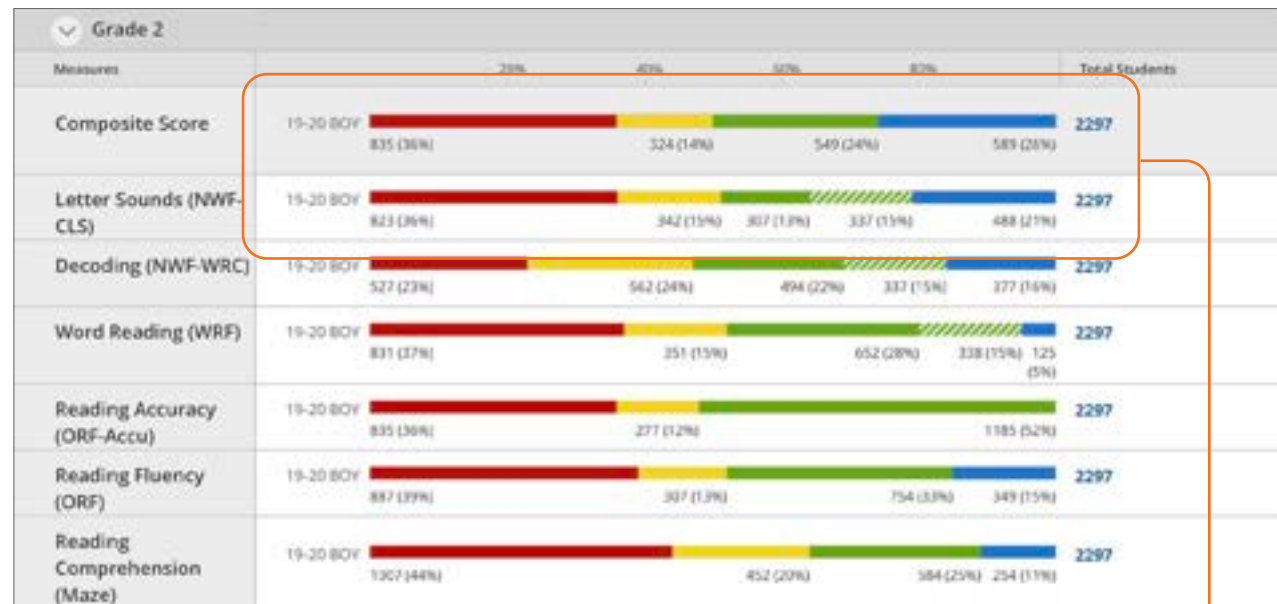 Grade 2
Measures 20% 40% 60% 80% Total Students
Composite Score 19-20 BOY 2297
835 (36%) 324 (14%) 549 (24%) 589 (26%)
Letter Sounds (NWF- 19-20 BOY 2297
CLS) 823 (36%) 342 (15%) 307 (13%) 337 (15%) 488 (21%)
Decoding (NWF-WRC) 19-20 BOY 2297
527 (23%) 562 (24%) 494 (22%) 337 (15%) 377 (16%)
Word Reading (WRF) 19-20 BOY 2297
831 (37%) 351 (15%) 652 (28%) 338 (15%) 125
(5%)
Reading Accuracy 19-20 BOY 2297
(ORF-Accu) 835 (36%) 277 (12%) 1185 (52%)
Reading Fluency 19-20 BOY 2297
(ORF) 887 (39%) 307 (13%) 754 (33%) 349 (15%)
Reading
Comprehension 19-20 BOY 2297
(Maze) (44%) 452 (20%) 584 (25%) 254 (11%)